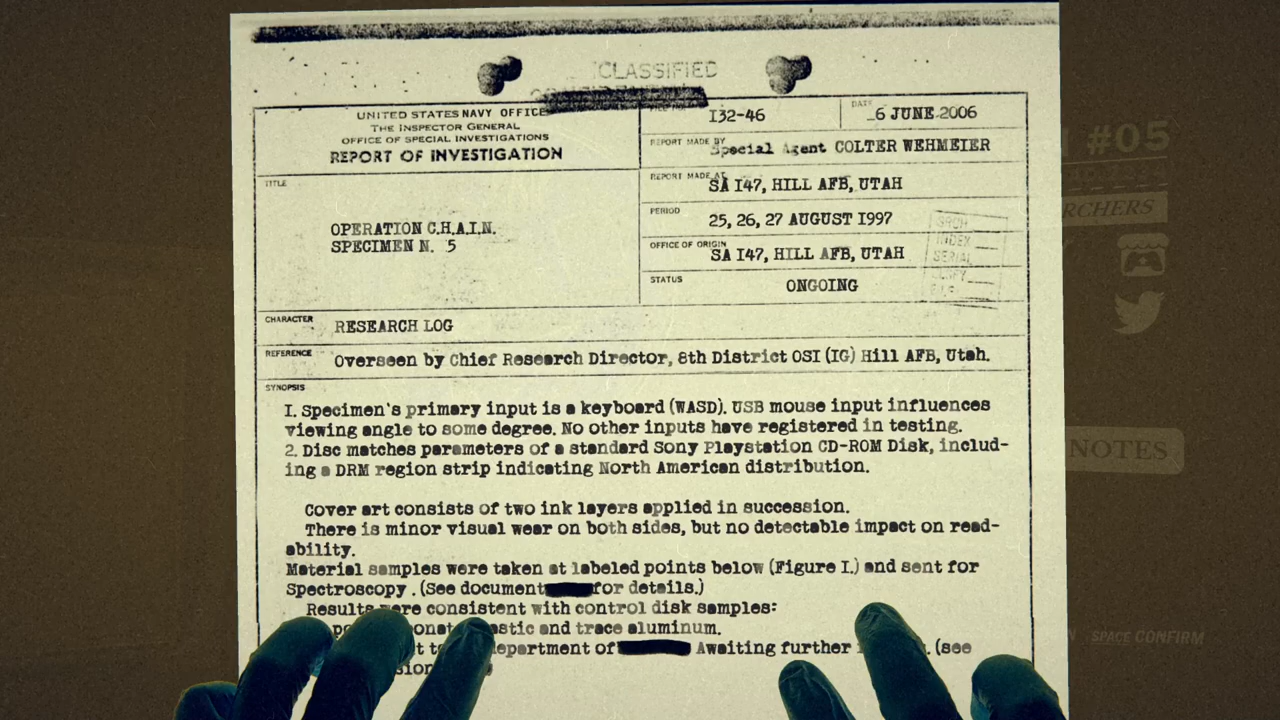 CLASSIFIED
UNITED STATES NAVY OFFICE
THE INSPECTOR GENERAL
OFFICE OF SPECIAL INVESTIGATIONS
REPORT OF INVESTIGATION
I32-46
DATE
6 JUNE 2006
REPORT MADE BY
Special Agent COLTER WEHMEIER
REPORT MADE AT
SA I47, HILL AFB, UTAH
TITLE
OPERATION C.H.A.I.N.
SPECIMEN N. 5
PERIOD
25, 26, 27 AUGUST I997
OFFICE OF ORIGIN
SA I47, HILL AFB, UTAH
STATUS
ONGOING
SRCH
INDEX
SERIAL
CHARACTER
RESEARCH LOG
REFERENCE
Overseen by Chief Research Director, 8th District OSI (IG) Hill AFB, Utah.
SYNOPSIS
I. Specimen's primary input is a keyboard (WASD). USB mouse input influences
viewing angle to some degree. No other inputs have registered in testing.
2. Disc matches parameters of a standard Sony Playstation CD-ROM Disk, includ-
ing a DRM region strip indicating North American distribution.
Cover art consists of two ink layers applied in succession.
There is minor visual wear on both sides, but no detectable impact on read-
ability.
Material samples were taken at labeled points below (Figure I.) and sent for
Spectroscopy. (See document for details.)
Results were consistent with control disk samples:
and trace aluminum.
of Awaiting further (see
#05
RCHERS
NOTES
SPACE CONFIRM